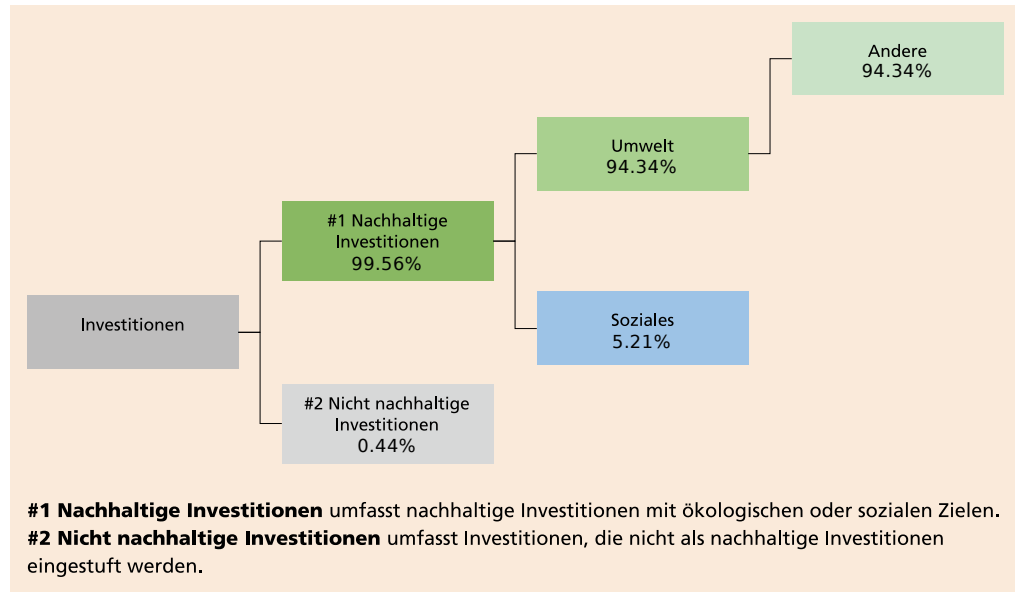 Andere
94.34%
Umwelt
94.34%
#1 Nachhaltige
Investitionen
99.56%
Investitionen
Soziales
5.21%
#2 Nicht nachhaltige
Investitionen
0.44%
#1 Nachhaltige Investitionen umfasst nachhaltige Investitionen mit ökologischen oder sozialen Zielen.
#2 Nicht nachhaltige Investitionen umfasst Investitionen, die nicht als nachhaltige Investitionen
eingestuft werden.